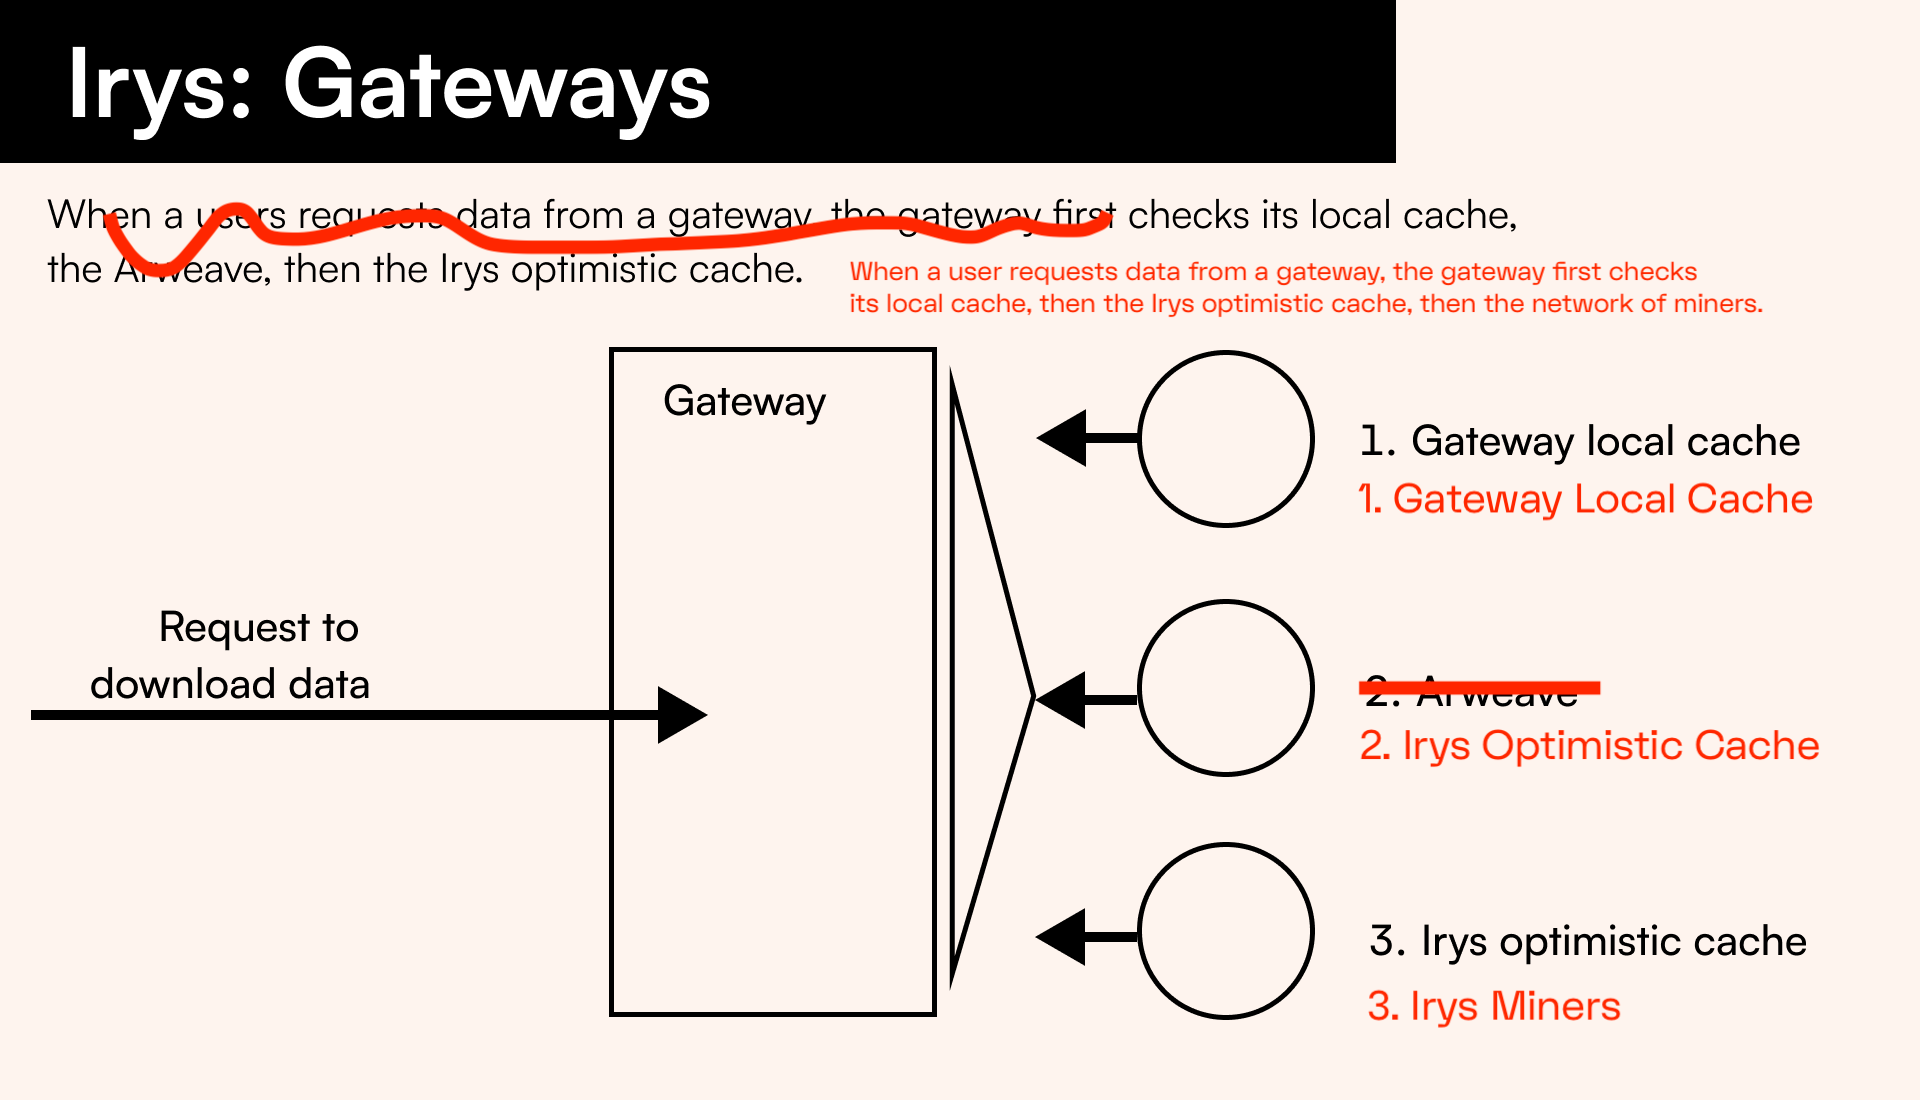 Irys: Gateways
When a users requests data from a gateway, the gateway first checks its local cache,
the Arweave, then the Irys optimistic cache.
When a user requests data from a gateway, the gateway first checks
its local cache, then the Irys optimistic cache, then the network of miners.
Gateway
1. Gateway local cache
1. Gateway Local Cache
Request to
download data
2. Arweave
2. Irys Optimistic Cache
3. Irys optimistic cache
3. Irys Miners